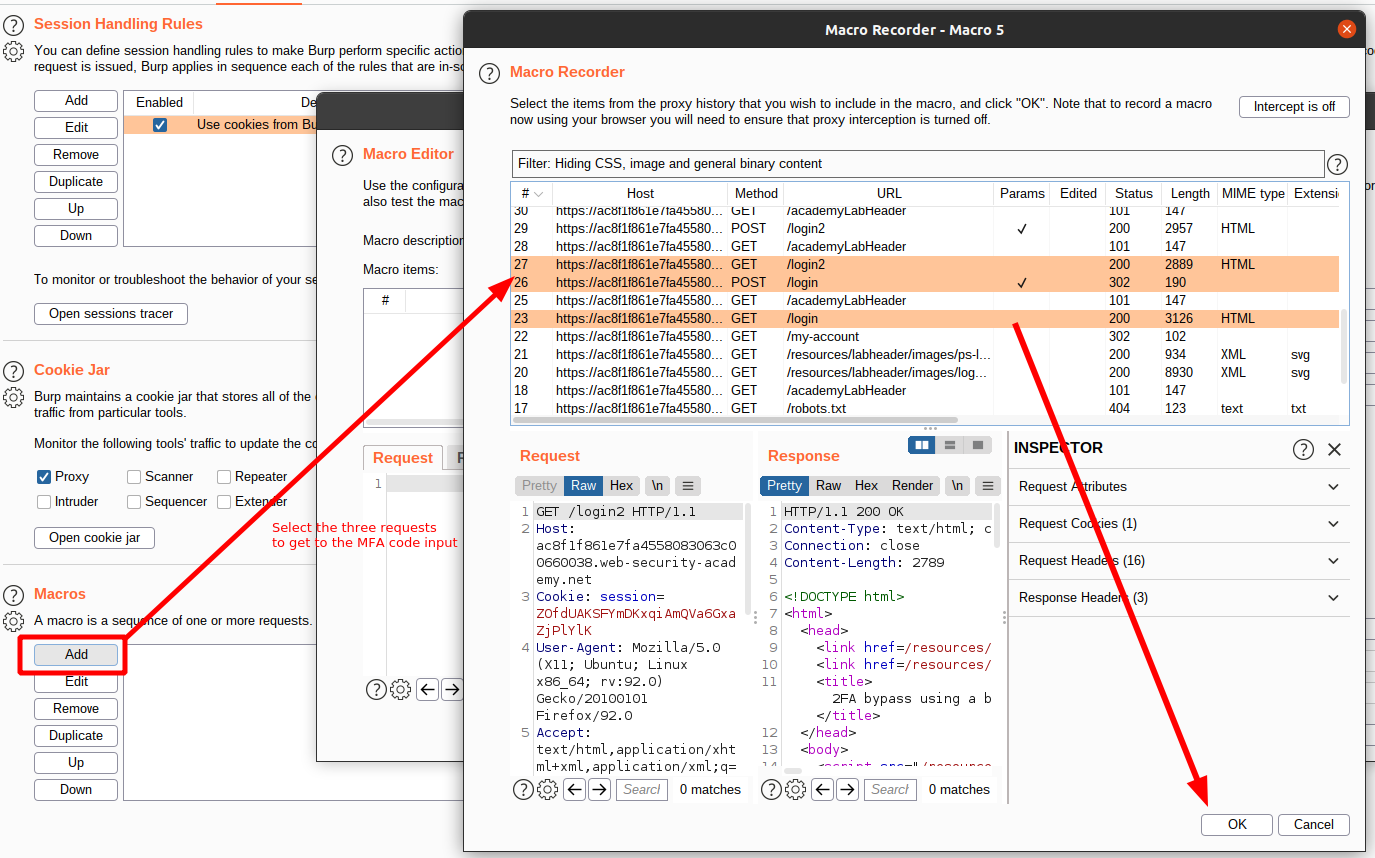 Session Handling Rules
You can define session handling rules to make Burp perform specific actio
request is issued, Burp applies in sequence each of the rules that are in-sc
Add
Edit
Remove
Duplicate
Up
Down
Enabled
De
Use cookies from Bu
To monitor or troubleshoot the behavior of your se
Open sessions tracer
Cookie Jar
Burp maintains a cookie jar that stores all of the
traffic from particular tools.
Monitor the following tools' traffic to update the co
Proxy
Scanner
Repeater
Intruder
Sequencer
Extender
Open cookie jar
Select the three requests
to get to the MFA code input
Macros
A macro is a sequence of one or more requests.
Add
Edit
Remove
Duplicate
Up
Down
Macro Editor
Use the configura
also test the mac
Macro description
Macro items:
#
Request
1
Macro Recorder - Macro 5
Macro Recorder
Select the items from the proxy history that you wish to include in the macro, and click "OK". Note that to record a macro
now using your browser you will need to ensure that proxy interception is turned off.
Intercept is off
Filter: Hiding CSS, image and general binary content
# Host Method URL Params Edited Status Length MIME type Extensi
30 https://ac8f1f861e7fa45580... GET /academyLabHeader 101 147
29 https://ac8f1f861e7fa45580... POST /login2 ✓ 200 2957 HTML
28 https://ac8f1f861e7fa45580... GET /academyLabHeader 101 147
27 https://ac8f1f861e7fa45580... GET /login2 200 2889 HTML
26 https://ac8f1f861e7fa45580... POST /login ✓ 302 190
25 https://ac8f1f861e7fa45580... GET /academyLabHeader 101 147
23 https://ac8f1f861e7fa45580... GET /login 200 3126 HTML
22 https://ac8f1f861e7fa45580... GET /my-account 302 102
21 https://ac8f1f861e7fa45580... GET /resources/labheader/images/ps-l... 200 934 XML svg
20 https://ac8f1f861e7fa45580... GET /resources/labheader/images/log... 200 8930 XML svg
18 https://ac8f1f861e7fa45580... GET /academyLabHeader 101 147
17 https://ac8f1f861e7fa45580... GET /robots.txt 404 123 text txt
Request
Pretty Raw Hex \n
1 GET /login2 HTTP/1.1
2 Host:
ac8f1f861e7fa4558083063c0
0660038.web-security-acad
emy.net
3 Cookie: session=
ZOfdUAKSFYmDKxqiAmQVa6Gxa
ZjPlYlK
4 User-Agent: Mozilla/5.0
(X11; Ubuntu; Linux
x86_64; rv:92.0)
Gecko/20100101
Firefox/92.0
5 Accept:
text/html,application/xht
ml+xml,application/xml;q=
Search
0 matches
Response
Pretty Raw Hex Render \n
1 HTTP/1.1 200 OK
2 Content-Type: text/html; c
3 Connection: close
4 Content-Length: 2789
5
6 <!DOCTYPE html>
7 <html>
8 <head>
9 <link href=/resources/
10 <link href=/resources/
11 <title>
2FA bypass using a b
</title>
12 </head>
13 <body>
14 <script src="/resource
Search
0 matches
INSPECTOR
Request Attributes
Request Cookies (1)
Request Headers (16)
Response Headers (3)
OK
Cancel